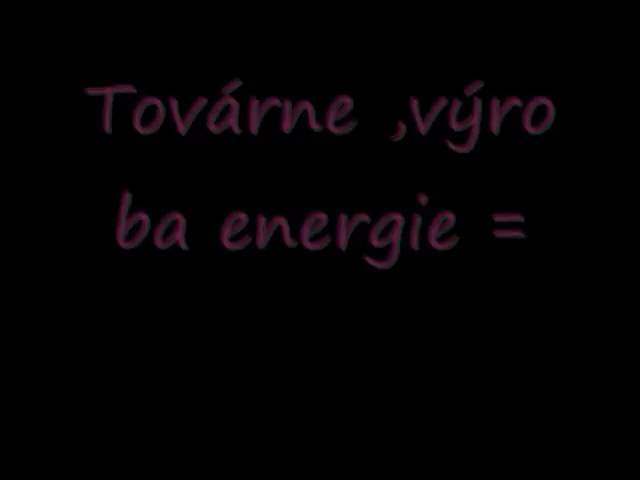 Továrne ,výro
ba energie =